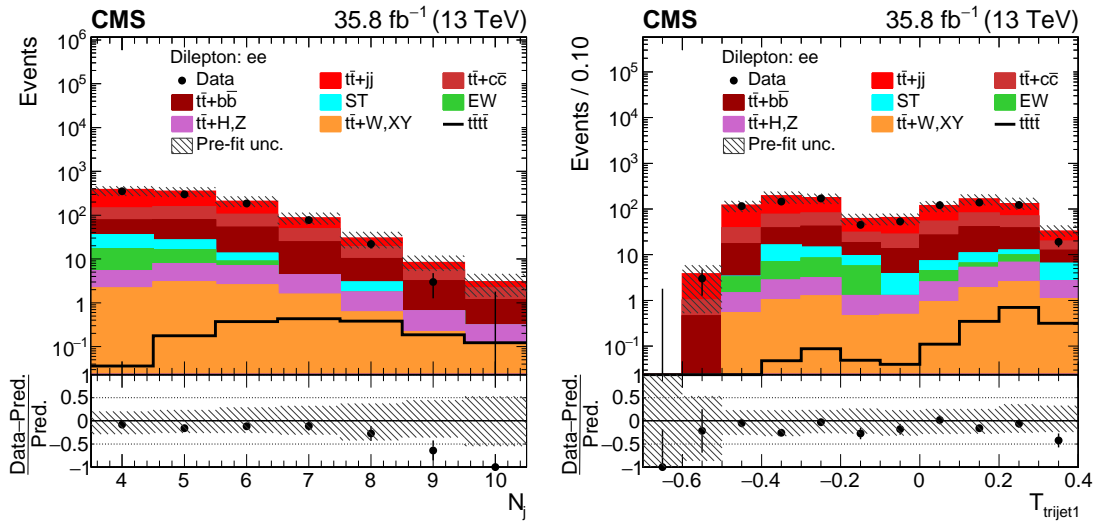 CMS 35.8 fb⁻¹ (13 TeV)
Events
10⁶
10⁵
10⁴
10³
10²
10
1
10⁻¹
Dilepton: ee
Data tt̄+jj tt̄+cc̄
tt̄+bb̄ ST EW
tt̄+H,Z tt̄+W,XY tt̄tt̄
Pre-fit unc.
Data–Pred.
Pred.
1
0.5
0
−0.5
−1
4 5 6 7 8 9 10
N_j
CMS 35.8 fb⁻¹ (13 TeV)
Events / 0.10
10⁵
10⁴
10³
10²
10
1
10⁻¹
Dilepton: ee
Data tt̄+jj tt̄+cc̄
tt̄+bb̄ ST EW
tt̄+H,Z tt̄+W,XY tt̄tt̄
Pre-fit unc.
Data–Pred.
Pred.
1
0.5
0
−0.5
−1
−0.6 −0.4 −0.2 0 0.2 0.4
T_trijet1